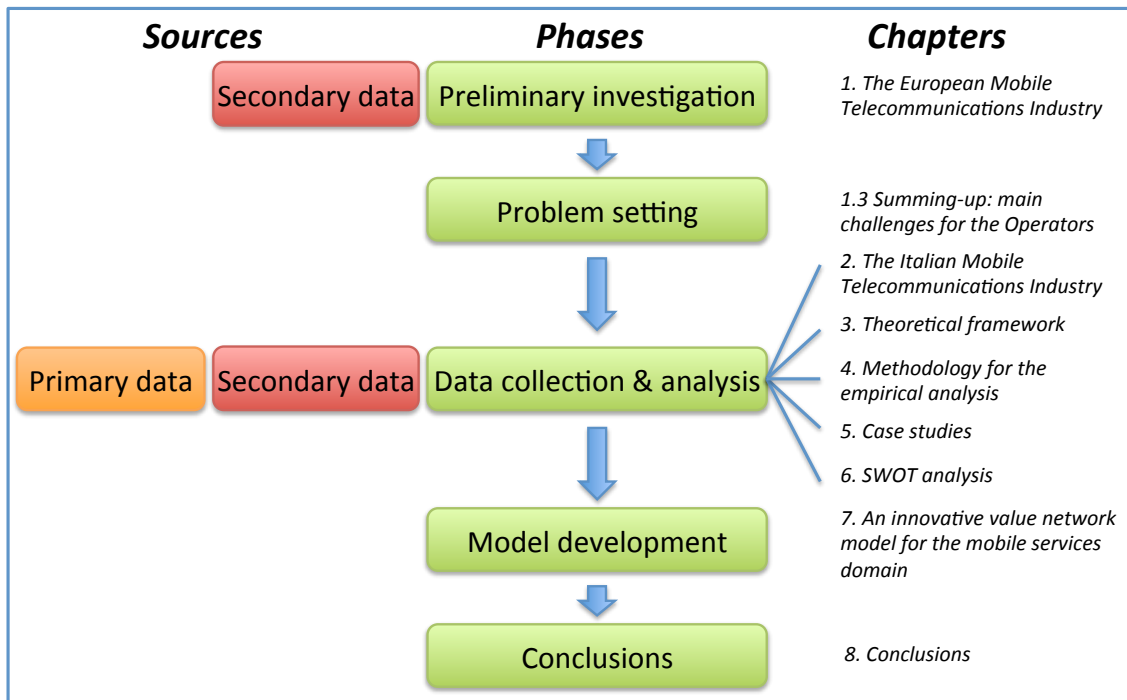 Sources Phases Chapters
Secondary data Preliminary investigation
1. The European Mobile
Telecommunications Industry
Problem setting
1.3 Summing-up: main
challenges for the Operators
2. The Italian Mobile
Telecommunications Industry
3. Theoretical framework
Primary data Secondary data Data collection & analysis
4. Methodology for the
empirical analysis
5. Case studies
6. SWOT analysis
Model development
7. An innovative value network
model for the mobile services
domain
Conclusions
8. Conclusions